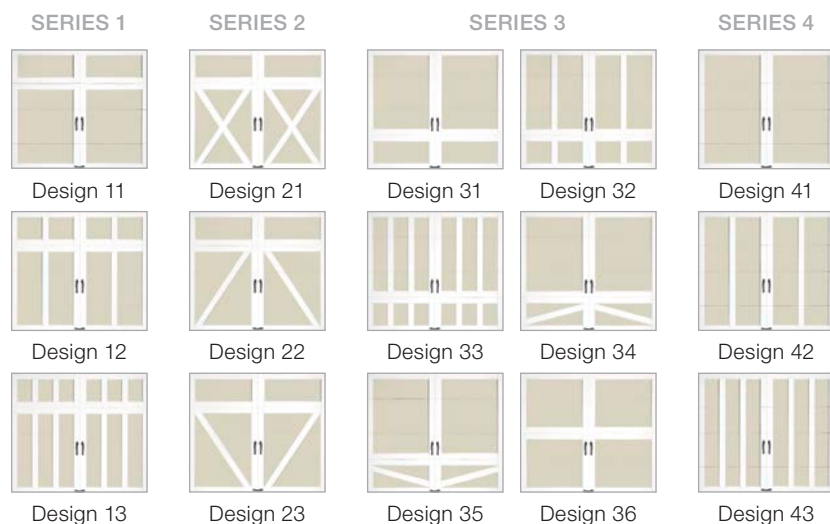 SERIES 1 SERIES 2 SERIES 3 SERIES 4
Design 11 Design 21 Design 31 Design 32 Design 41
Design 12 Design 22 Design 33 Design 34 Design 42
Design 13 Design 23 Design 35 Design 36 Design 43